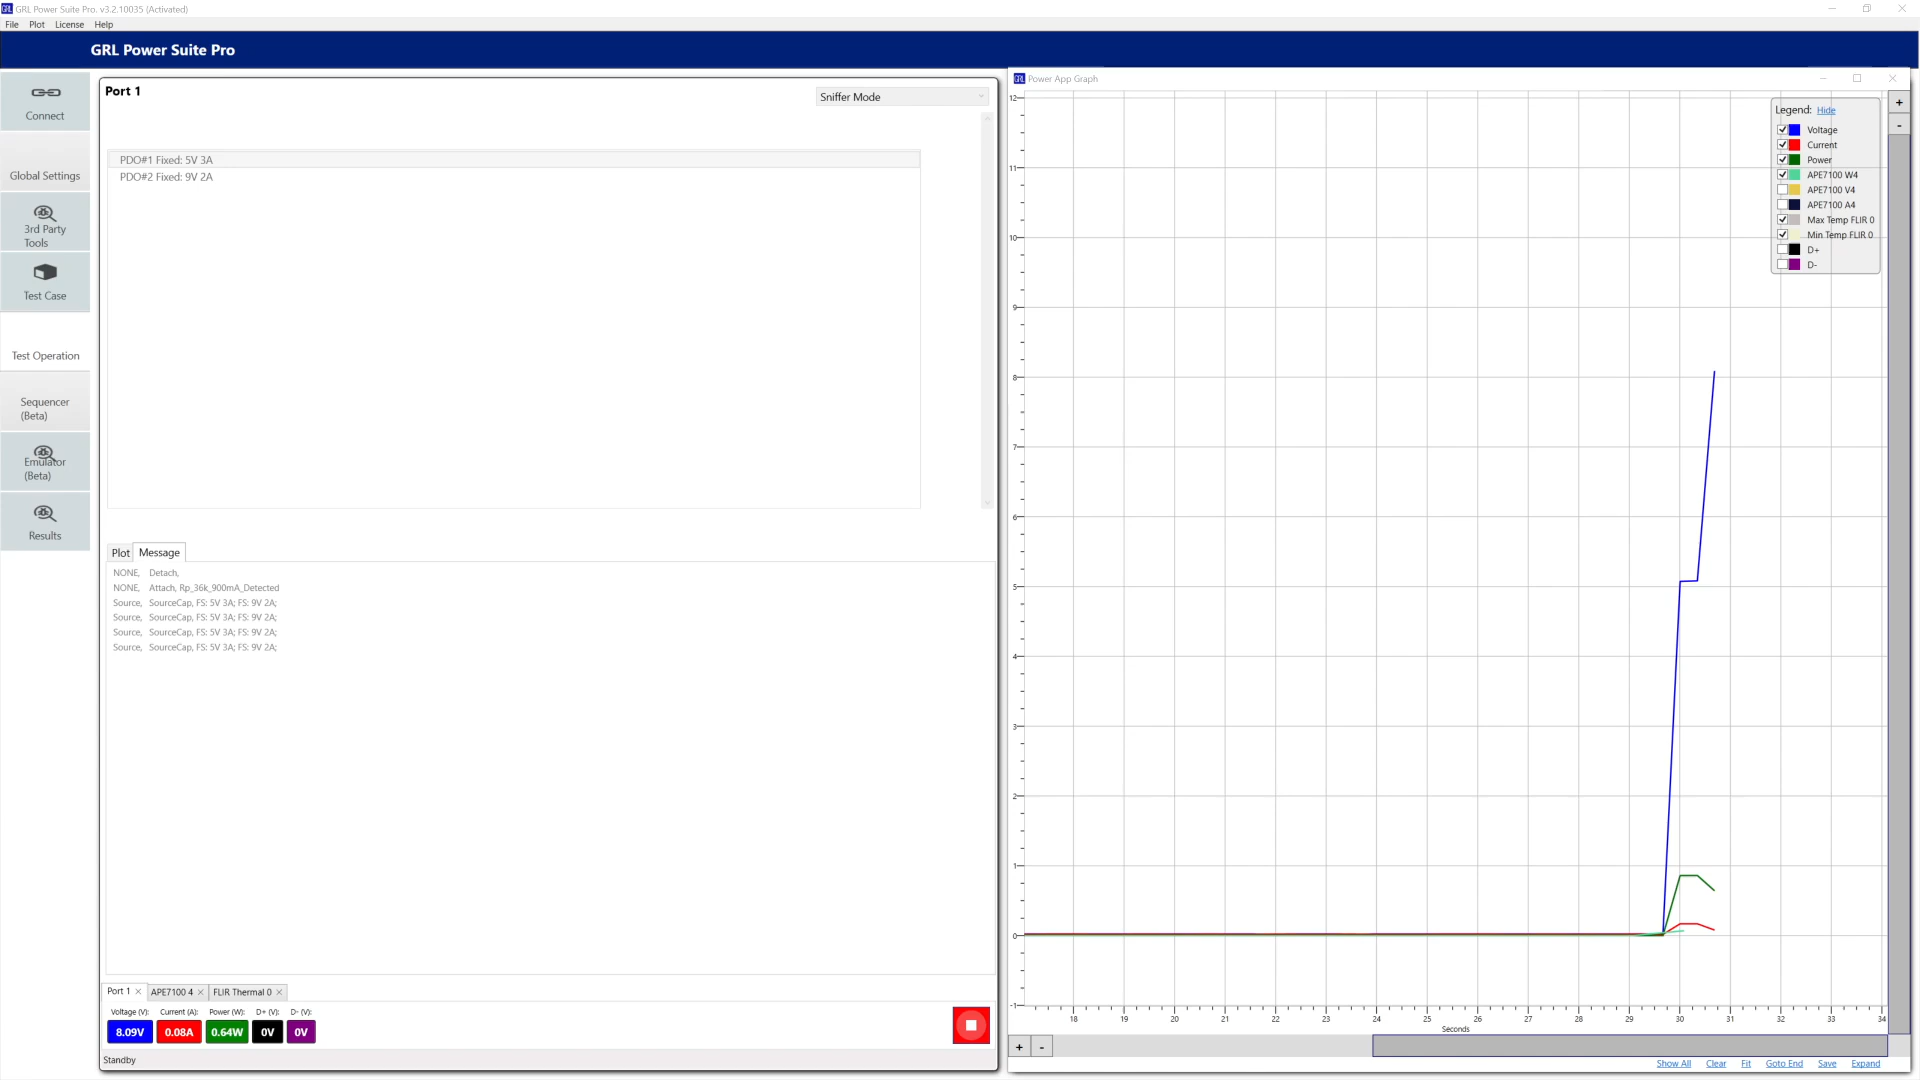 GRL Power Suite Pro. v3.2.10035 (Activated)
File Plot License Help
GRL Power Suite Pro
Connect
Global Settings
3rd Party
Tools
Test Case
Test Operation
Sequencer
(Beta)
Emulator
(Beta)
Results
Port 1
Sniffer Mode
PDO#1 Fixed: 5V 3A
PDO#2 Fixed: 9V 2A
Plot Message
NONE, Detach,
NONE, Attach, Rp_36k_900mA_Detected
Source, SourceCap, FS: 5V 3A; FS: 9V 2A;
Source, SourceCap, FS: 5V 3A; FS: 9V 2A;
Source, SourceCap, FS: 5V 3A; FS: 9V 2A;
Source, SourceCap, FS: 5V 3A; FS: 9V 2A;
Port 1 × APE7100 4 × FLIR Thermal 0 ×
Voltage (V): Current (A): Power (W): D+ (V): D- (V):
8.09V 0.08A 0.64W 0V 0V
Standby
GRL Power App Graph
12
11
10
9
8
7
6
5
4
3
2
1
0
-1
18 19 20 21 22 23 24 25 26 27 28 29 30 31 32 33 34
Seconds
Legend: Hide
Voltage
Current
Power
APE7100 W4
APE7100 V4
APE7100 A4
Max Temp FLIR 0
Min Temp FLIR 0
D+
D-
+
-
+ -
Show All Clear Fit Goto End Save Expand